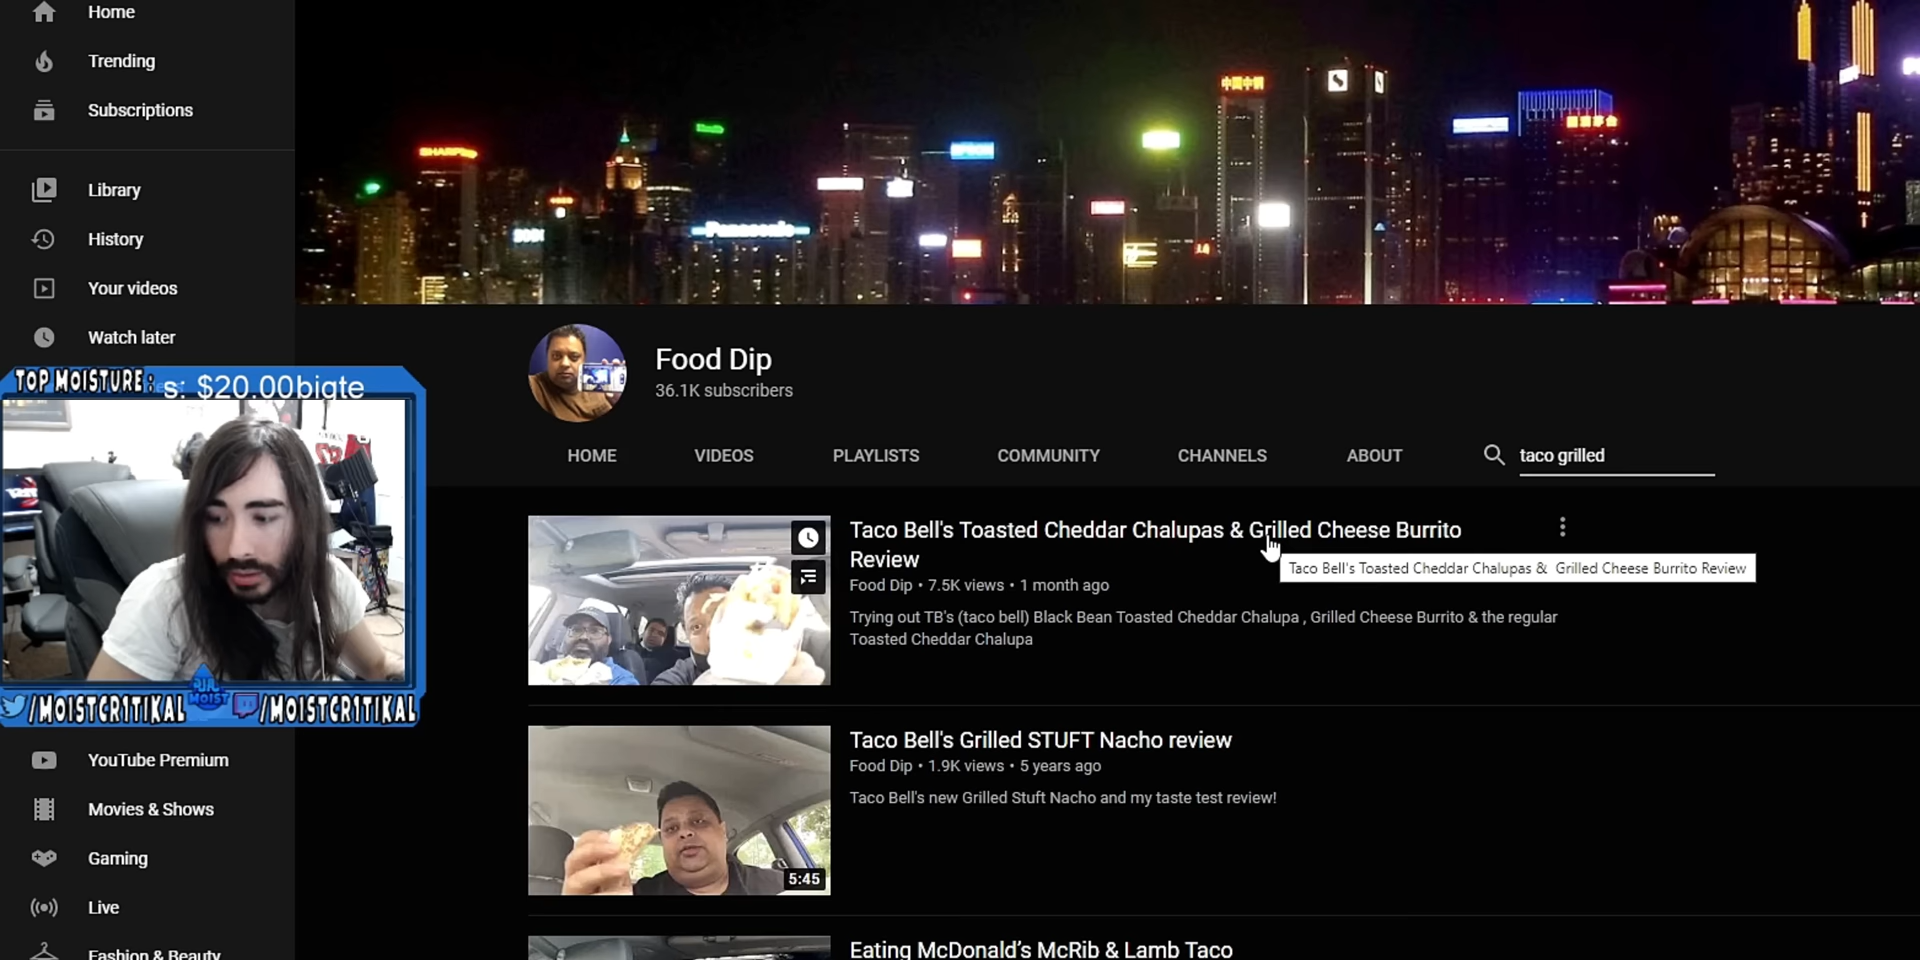 Home
Trending
Subscriptions
Library
History
Your videos
Watch later
TOP MOISTURE:
s: $20.00bigte
MOIST
/MOISTCR1TIKAL
/MOISTCR1TIKAL
YouTube Premium
Movies & Shows
Gaming
Live
Fashion & Beauty
SHARP
EPSON
Panasonic
Food Dip
36.1K subscribers
HOME
VIDEOS
PLAYLISTS
COMMUNITY
CHANNELS
ABOUT
taco grilled
Taco Bell's Toasted Cheddar Chalupas & Grilled Cheese Burrito
Review
Taco Bell's Toasted Cheddar Chalupas &  Grilled Cheese Burrito Review
Food Dip • 7.5K views • 1 month ago
Trying out TB's (taco bell) Black Bean Toasted Cheddar Chalupa , Grilled Cheese Burrito & the regular
Toasted Cheddar Chalupa
Taco Bell's Grilled STUFT Nacho review
Food Dip • 1.9K views • 5 years ago
Taco Bell's new Grilled Stuft Nacho and my taste test review!
5:45
Eating McDonald’s McRib & Lamb Taco